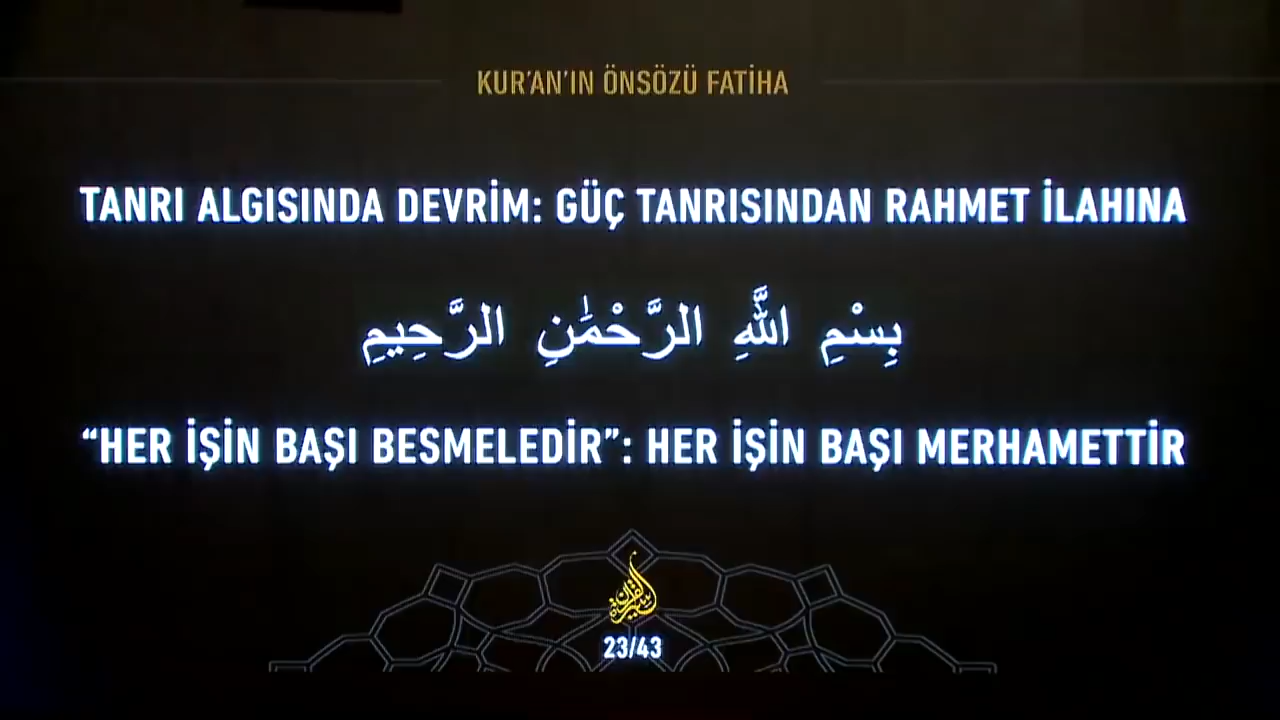 KUR'AN'IN ÖNSÖZÜ FATİHA
TANRI ALGISINDA DEVRİM: GÜÇ TANRISINDAN RAHMET İLAHINA
بِسْمِ اللَّهِ الرَّحْمَٰنِ الرَّحِيمِ
“HER İŞİN BAŞI BESMELEDİR”: HER İŞİN BAŞI MERHAMETTİR
23/43